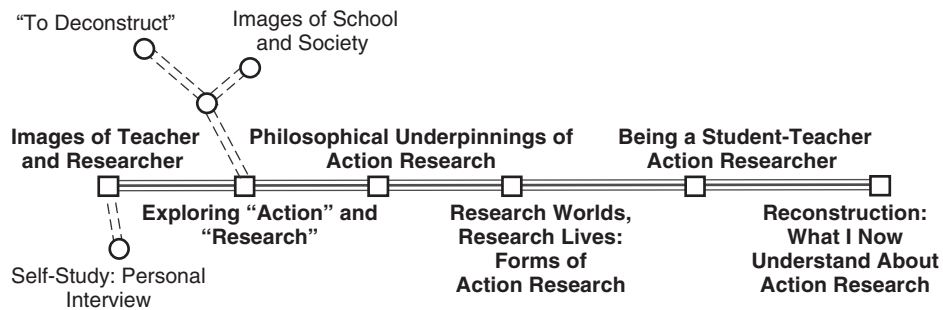 “To Deconstruct”
Images of School
and Society
Images of Teacher
and Researcher
Philosophical Underpinnings of
Action Research
Being a Student-Teacher
Action Researcher
Exploring “Action” and
“Research”
Research Worlds,
Research Lives:
Forms of
Action Research
Reconstruction:
What I Now
Understand About
Action Research
Self-Study: Personal
Interview